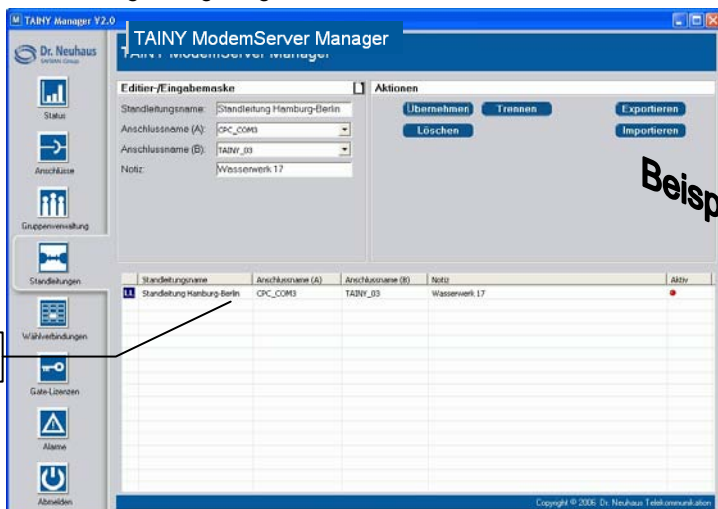 TAINY Manager V2.0
TAINY ModemServer Manager
Dr. Neuhaus
Status
Anschlüsse
Gruppenverwaltung
Standleitungen
Wählverbindungen
Gate-Lizenzen
Alarme
Abmelden
Editier-/Eingabemaske
Standleitungsname: Standleitung Hamburg-Berlin
Anschlussname (A): CPC_COM3
Anschlussname (B): TAINY_03
Notiz: Wasserwerk 17
Aktionen
Übernehmen Trennen Exportieren
Löschen Importieren
Beisp
Standleitungsname Anschlussname (A) Anschlussname (B) Notiz Aktiv
Standleitung Hamburg-Berlin CPC_COM3 TAINY_03 Wasserwerk 17
Copyright © 2006 Dr. Neuhaus Telekommunikation